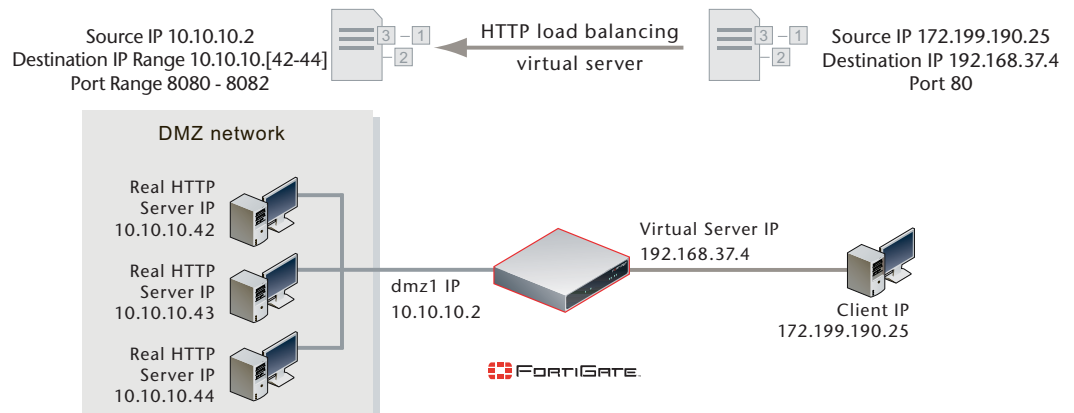 Source IP 10.10.10.2
Destination IP Range 10.10.10.[42-44]
Port Range 8080 - 8082
3
1
2
HTTP load balancing
virtual server
3
1
2
Source IP 172.199.190.25
Destination IP 192.168.37.4
Port 80
DMZ network
Real HTTP
Server IP
10.10.10.42
Real HTTP
Server IP
10.10.10.43
Real HTTP
Server IP
10.10.10.44
dmz1 IP
10.10.10.2
Virtual Server IP
192.168.37.4
Client IP
172.199.190.25
FORTIGATE